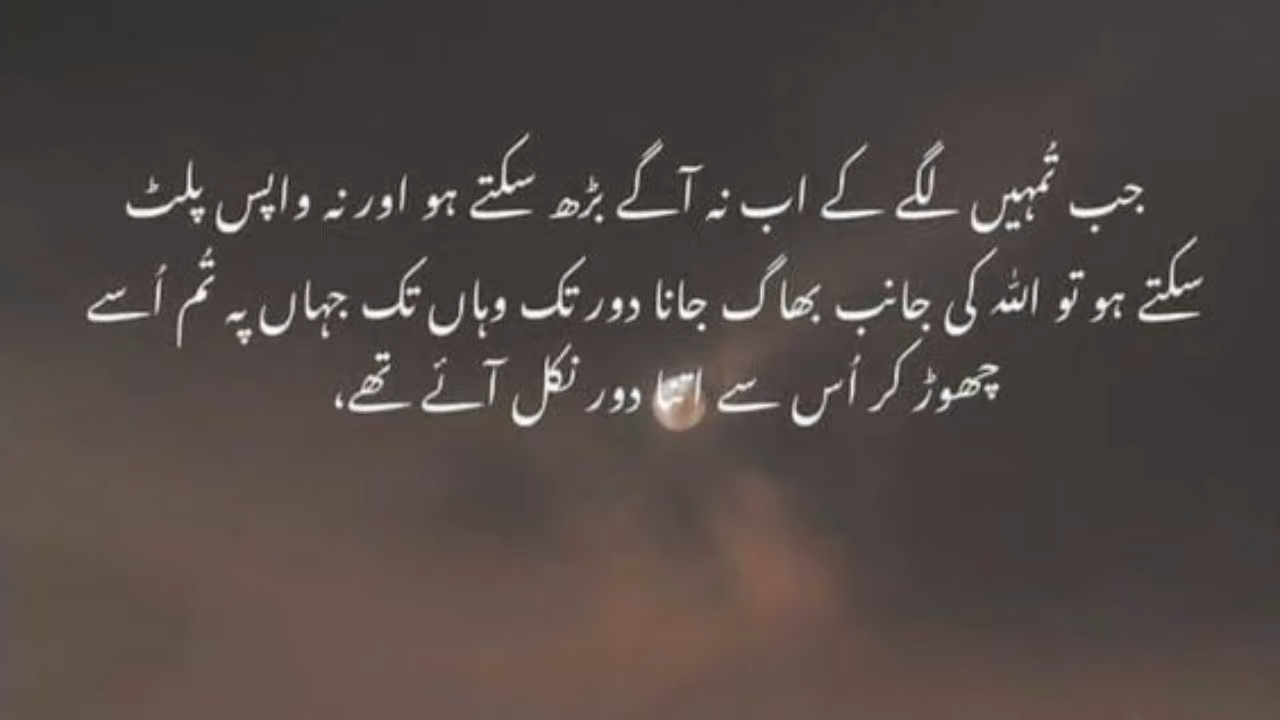 جب تُمہیں لگے کے اب نہ آگے بڑھ سکتے ہو اور نہ واپس پلٹ
سکتے ہو تو اللہ کی جانب بھاگ جانا دور تک وہاں تک جہاں پہ تُم اُسے
چھوڑ کر اُس سے اتنا دور نکل آئے تھے،